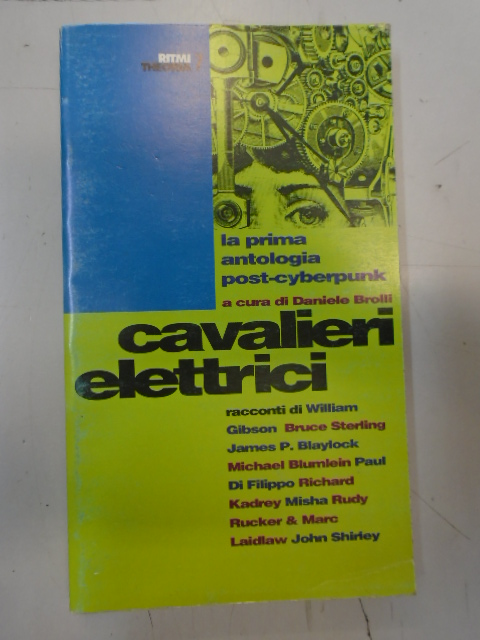 RITMI
THEORIA
la prima
antologia
post-cyberpunk
a cura di Daniele Brolli
cavalieri
elettrici
racconti di William
Gibson Bruce Sterling
James P. Blaylock
Michael Blumlein Paul
Di Filippo Richard
Kadrey Misha Rudy
Rucker & Marc
Laidlaw John Shirley